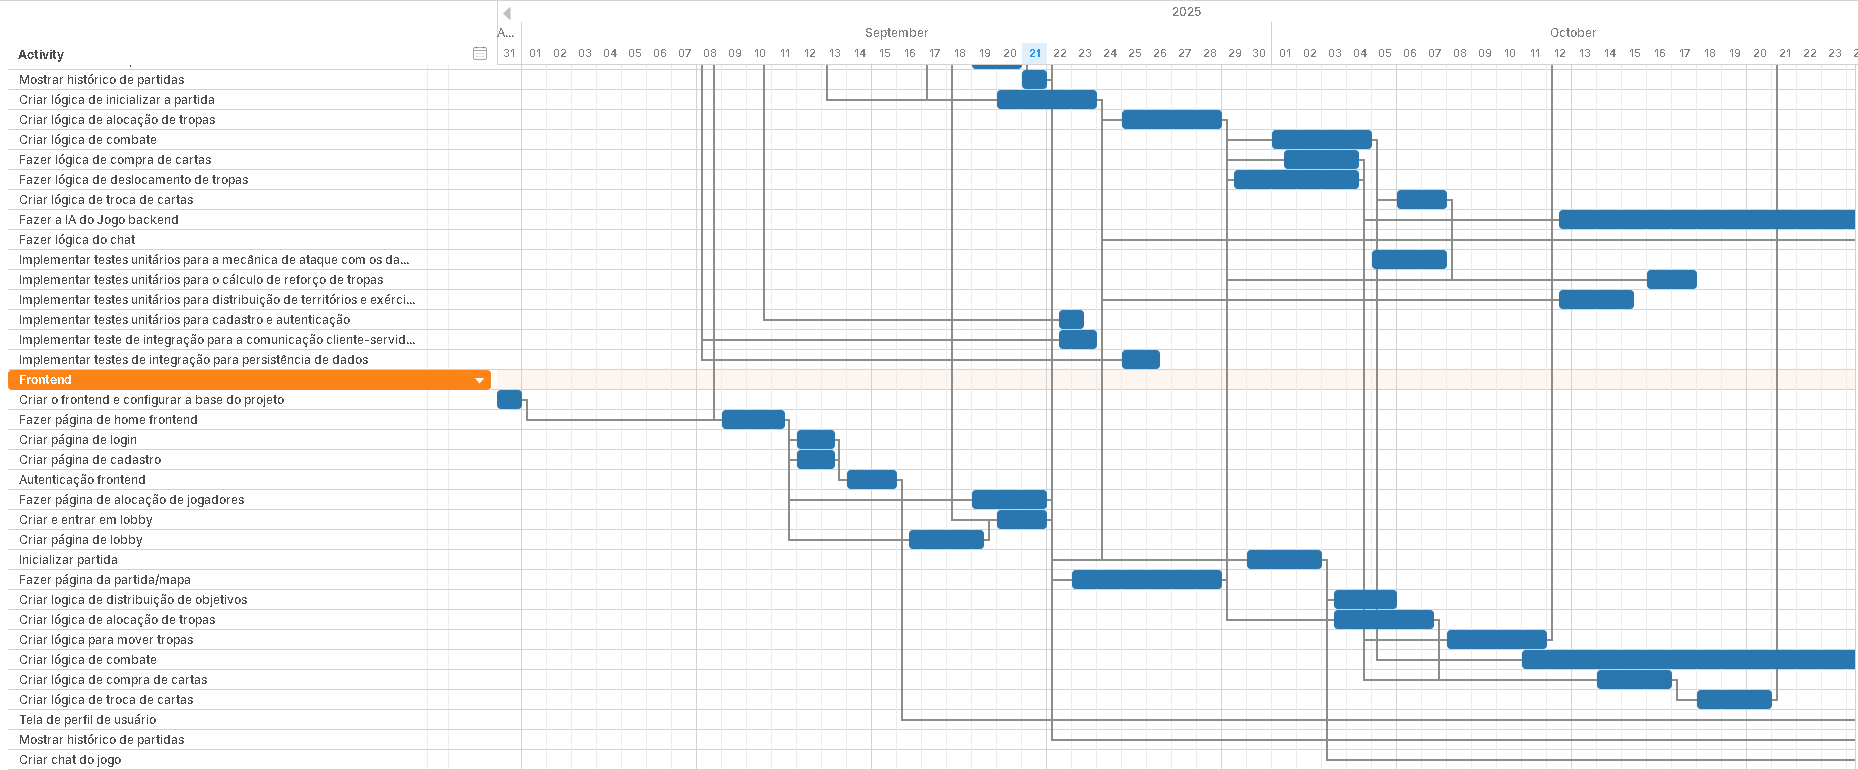 2025
A... September October
Activity 31 01 02 03 04 05 06 07 08 09 10 11 12 13 14 15 16 17 18 19 20 21 22 23 24 25 26 27 28 29 30 01 02 03 04 05 06 07 08 09 10 11 12 13 14 15 16 17 18 19 20 21 22 23
Mostrar histórico de partidas
Criar lógica de inicializar a partida
Criar lógica de alocação de tropas
Criar lógica de combate
Fazer lógica de compra de cartas
Fazer lógica de deslocamento de tropas
Criar lógica de troca de cartas
Fazer a IA do Jogo backend
Fazer lógica do chat
Implementar testes unitários para a mecânica de ataque com os da...
Implementar testes unitários para o cálculo de reforço de tropas
Implementar testes unitários para distribuição de territórios e exérci...
Implementar testes unitários para cadastro e autenticação
Implementar teste de integração para a comunicação cliente-servid...
Implementar testes de integração para persistência de dados
Frontend
Criar o frontend e configurar a base do projeto
Fazer página de home frontend
Criar página de login
Criar página de cadastro
Autenticação frontend
Fazer página de alocação de jogadores
Criar e entrar em lobby
Criar página de lobby
Inicializar partida
Fazer página da partida/mapa
Criar logica de distribuição de objetivos
Criar lógica de alocação de tropas
Criar lógica para mover tropas
Criar lógica de combate
Criar lógica de compra de cartas
Criar lógica de troca de cartas
Tela de perfil de usuário
Mostrar histórico de partidas
Criar chat do jogo